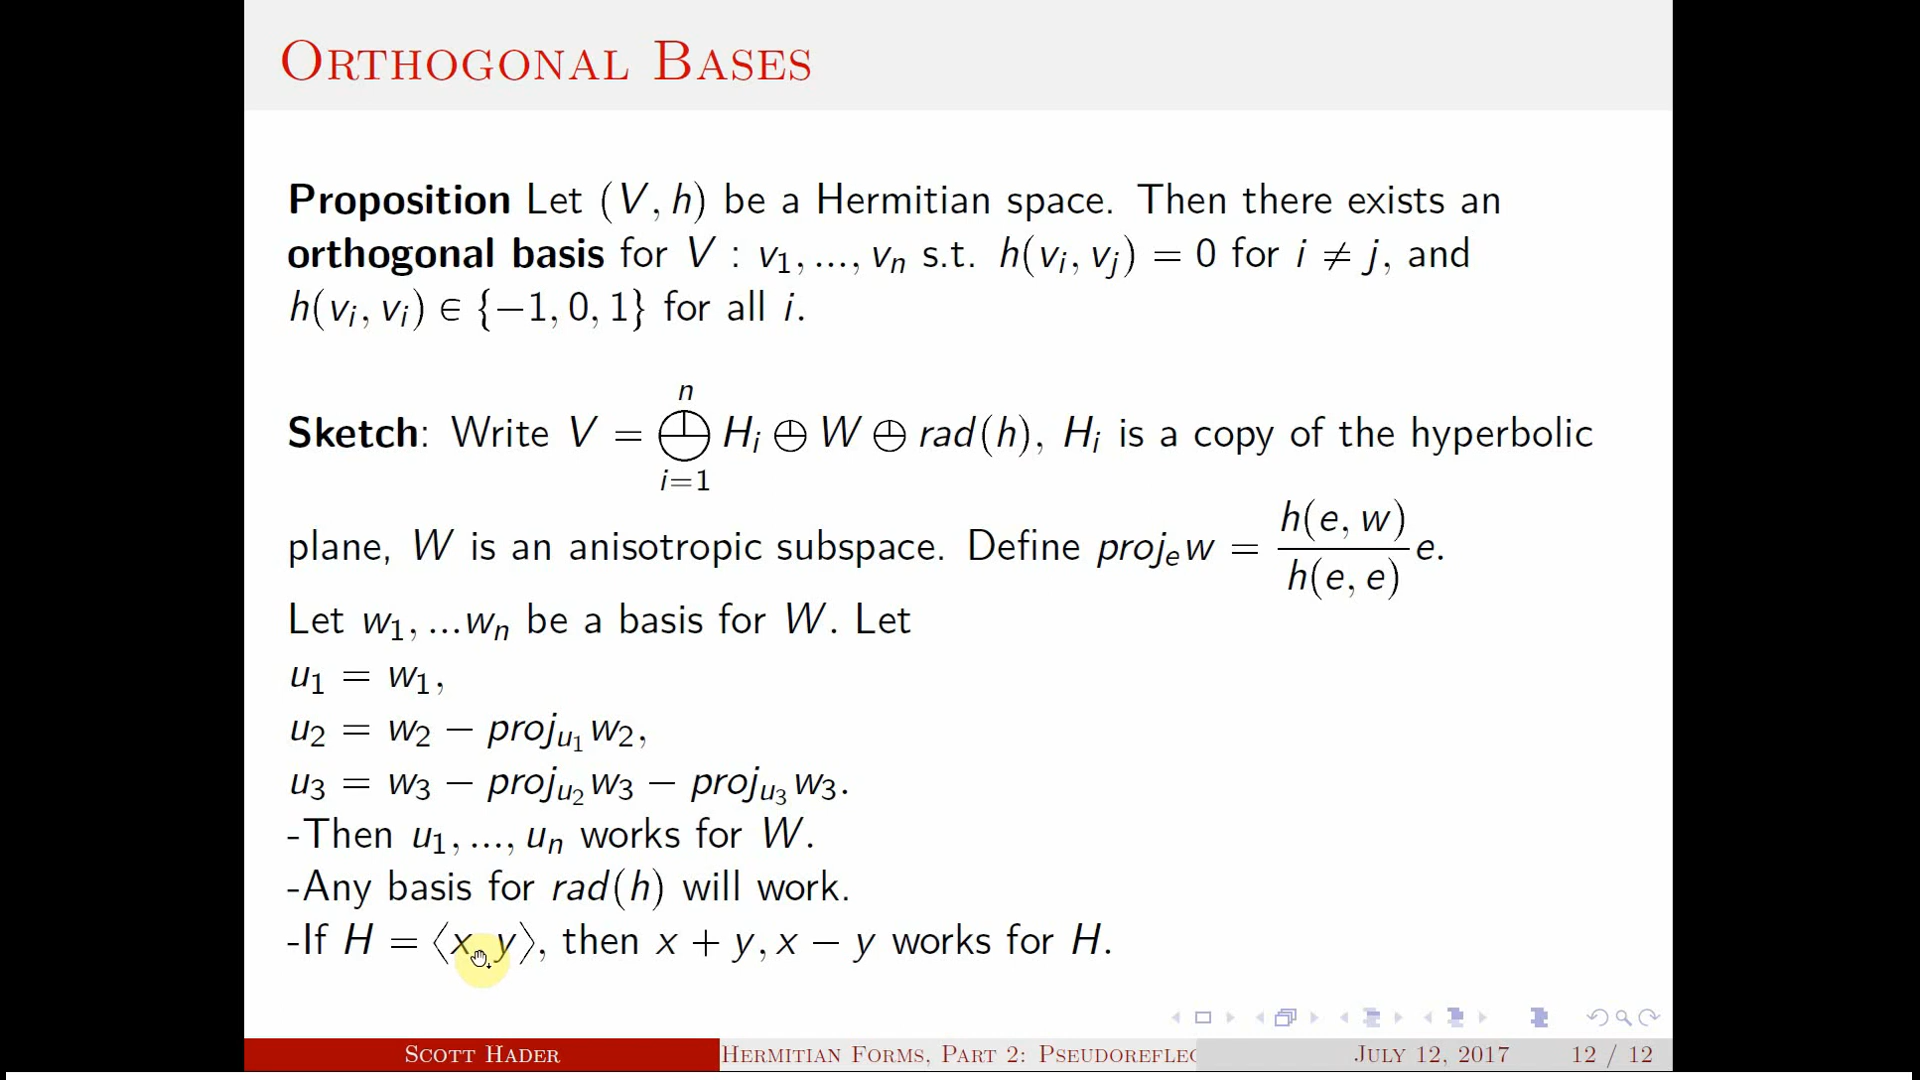 ORTHOGONAL BASES
Proposition Let (V, h) be a Hermitian space. Then there exists an
orthogonal basis for V : v₁, ..., vₙ s.t. h(vᵢ, vⱼ) = 0 for i ≠ j, and
h(vᵢ, vᵢ) ∈ {−1, 0, 1} for all i.
n
Sketch: Write V = ⦹ Hᵢ ⦹ W ⦹ rad(h), Hᵢ is a copy of the hyperbolic
i=1
plane, W is an anisotropic subspace. Define projₑw = h(e, w)/h(e, e) e.
Let w₁, ...wₙ be a basis for W. Let
u₁ = w₁,
u₂ = w₂ − proj_{u₁}w₂,
u₃ = w₃ − proj_{u₂}w₃ − proj_{u₃}w₃.
-Then u₁, ..., uₙ works for W.
-Any basis for rad(h) will work.
-If H = ⟨x, y⟩, then x + y, x − y works for H.
SCOTT HADER HERMITIAN FORMS, PART 2: PSEUDOREFLEC JULY 12, 2017 12 / 12